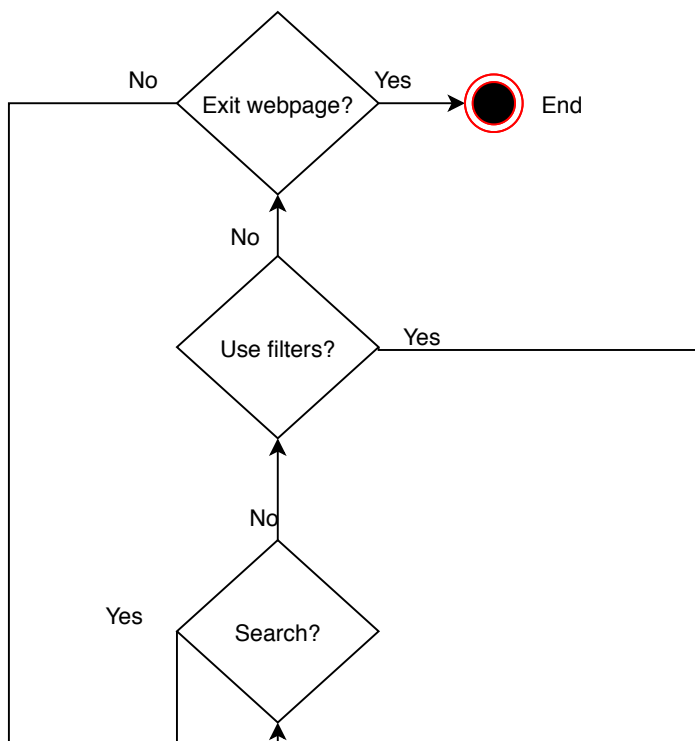 No
Yes
Exit webpage?
End
No
Use filters?
Yes
No
Yes
Search?